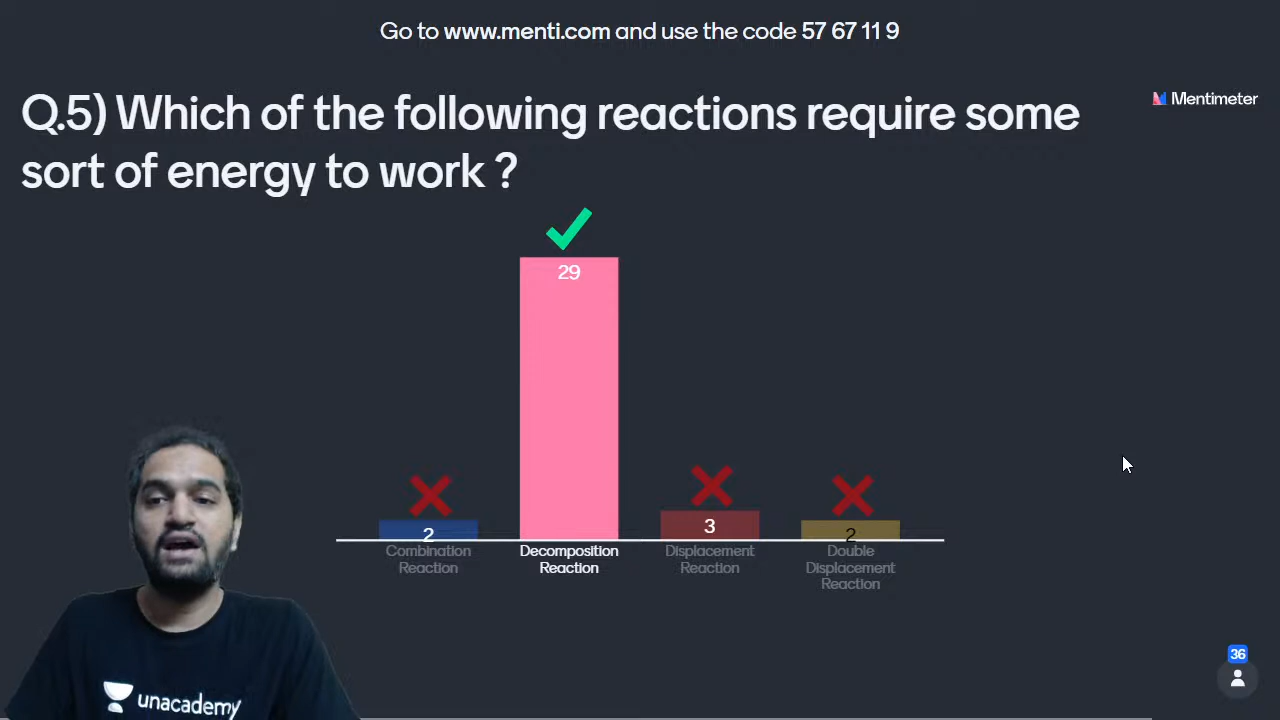 Go to www.menti.com and use the code 57 67 11 9
Mentimeter
Q.5) Which of the following reactions require some
sort of energy to work ?
29
2
3
2
Combination
Reaction
Decomposition
Reaction
Displacement
Reaction
Double
Displacement
Reaction
36
unacademy